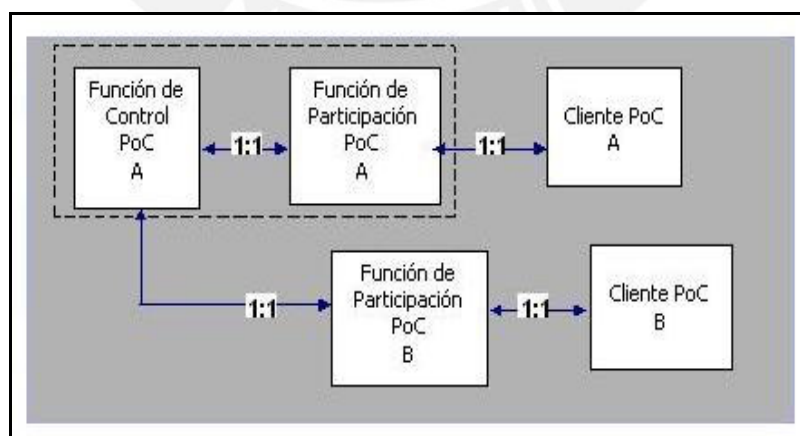 Función de
Control
PoC
A
1:1
Función de
Participación
PoC
A
1:1
Cliente PoC
A
1:1
Función de
Participación
PoC
B
1:1
Cliente PoC
B